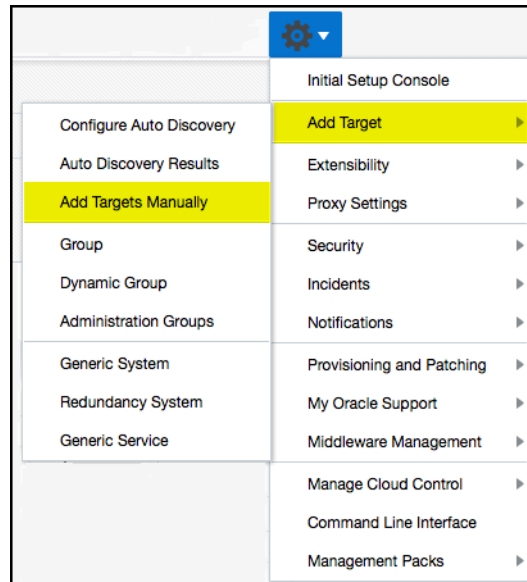 Initial Setup Console
Add Target
Extensibility
Proxy Settings
Security
Incidents
Notifications
Provisioning and Patching
My Oracle Support
Middleware Management
Manage Cloud Control
Command Line Interface
Management Packs
Configure Auto Discovery
Auto Discovery Results
Add Targets Manually
Group
Dynamic Group
Administration Groups
Generic System
Redundancy System
Generic Service